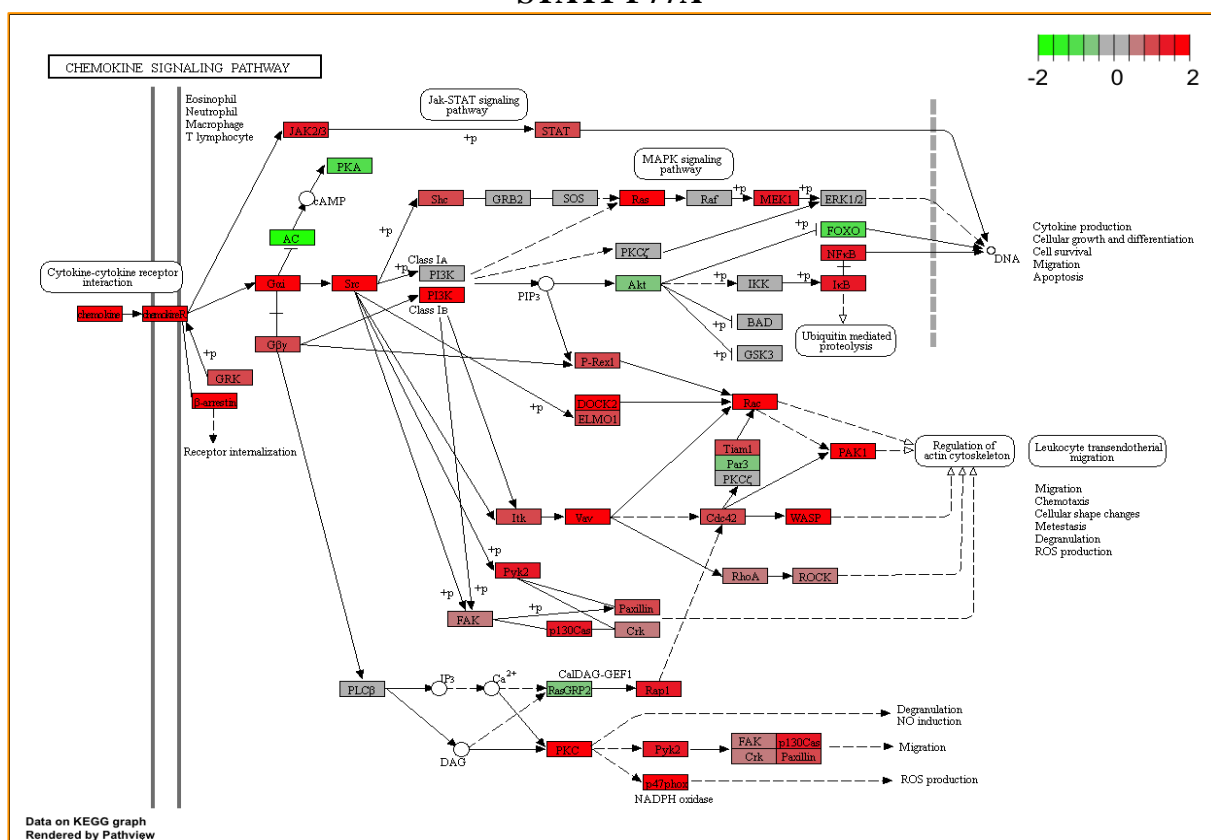 -2
0
2
CHEMOKINE SIGNALING PATHWAY
Eosinophil
Neutrophil
Macrophage
T lymphocyte
Jak-STAT signaling
pathway
JAK2/3
+p
STAT
PKA
cAMP
AC
MAPK signaling
pathway
Shc
GRB2
SOS
Ras
Raf
+p
MEK1
+p
ERK1/2
+p
FOXO
+p
PKCζ
Class IA
+p
PI3K
PI3K
Class IB
PIP3
Akt
+p
IKK
NFκB
IκB
+p
BAD
+p
GSK3
Ubiquitin mediated
proteolysis
DNA
Cytokine production
Cellular growth and differentiation
Cell survival
Migration
Apoptosis
Cytokine-cytokine receptor
interaction
chemokine
chemokineR
Gαi
Src
Gβγ
+p
GRK
β-arrestin
Receptor internalization
P-Rex1
+p
DOCK2
ELMO1
Rac
Tiam1
Par3
PKCζ
PAK1
Regulation of
actin cytoskeleton
Leukocyte transendotherial
migration
Migration
Chemotaxis
Cellular shape changes
Metastasis
Degranulation
ROS production
Itk
Vav
Cdc42
WASP
+p
Pyk2
RhoA
ROCK
+p
+p
FAK
+p
Paxillin
p130Cas
Crk
PLCβ
IP3
Ca2+
CalDAG-GEF1
RasGRP2
Rap1
DAG
PKC
Pyk2
FAK
p130Cas
Crk
Paxillin
Degranulation
NO induction
Migration
p47phox
NADPH oxidase
ROS production
Data on KEGG graph
Rendered by Pathview